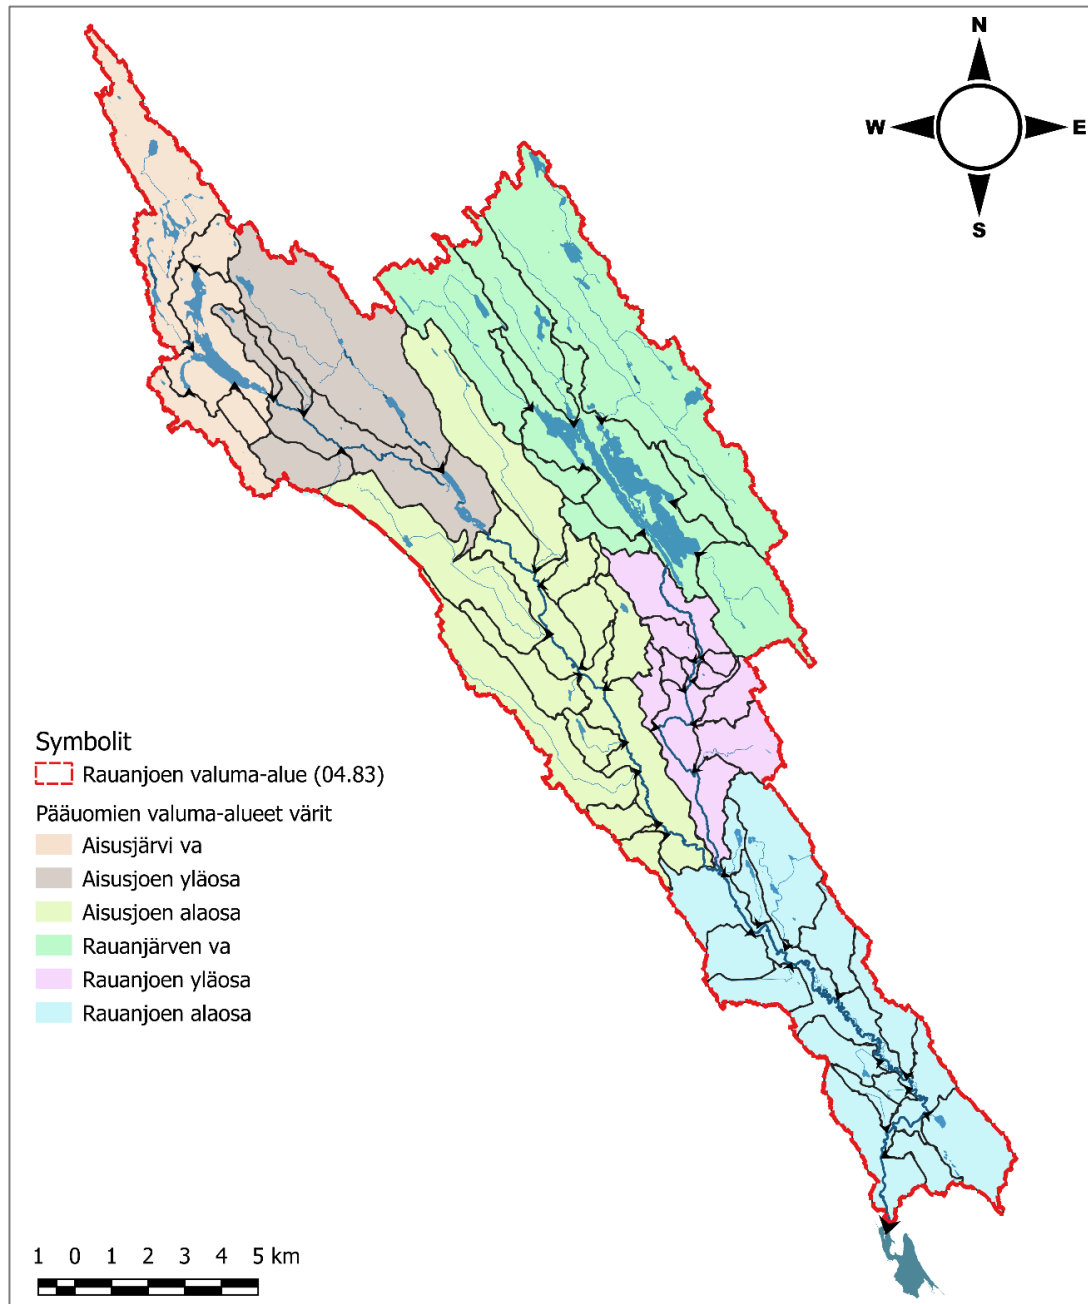 N
W E
S
Symbolit
Rauanjoen valuma-alue (04.83)
Pääuomien valuma-alueet värit
Aisusjärvi va
Aisusjoen yläosa
Aisusjoen alaosa
Rauanjärven va
Rauanjoen yläosa
Rauanjoen alaosa
1 0 1 2 3 4 5 km